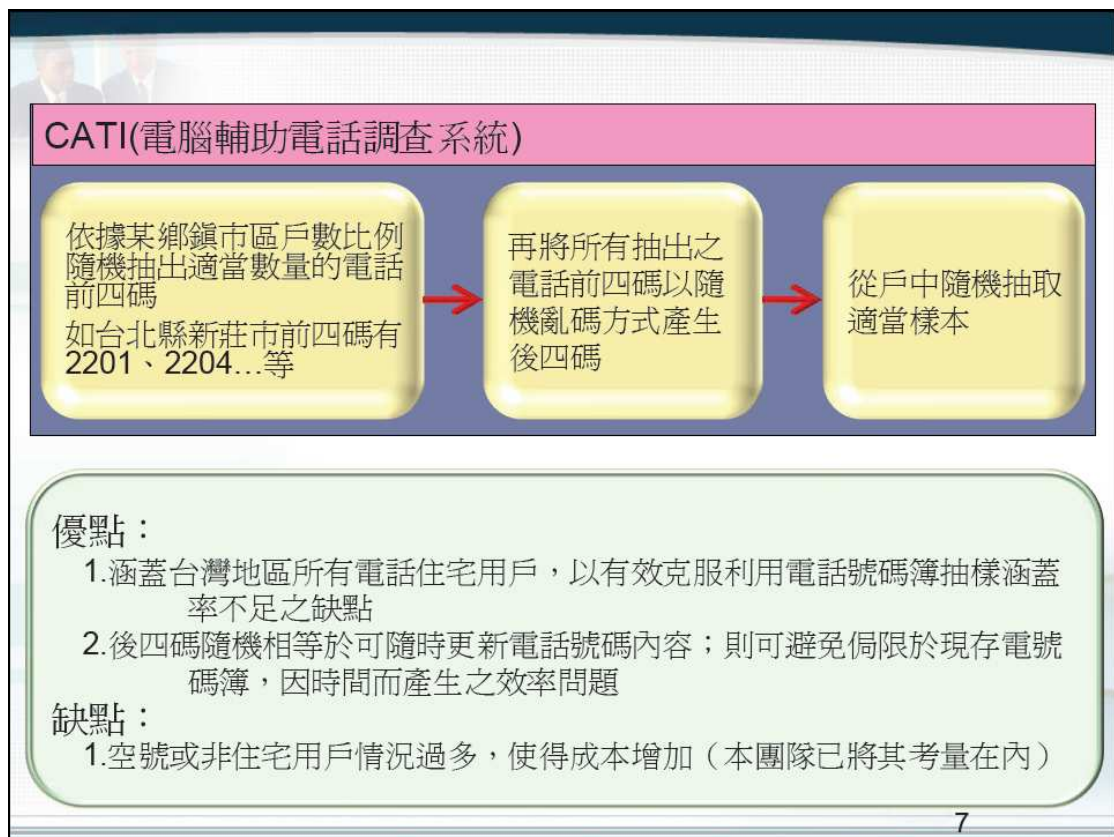 CATI(電腦輔助電話調查系統)
依據某鄉鎮市區戶數比例
隨機抽出適當數量的電話
前四碼
如台北縣新莊市前四碼有
2201、2204…等
再將所有抽出之
電話前四碼以隨
機亂碼方式產生
後四碼
從戶中隨機抽取
適當樣本
優點：
1.涵蓋台灣地區所有電話住宅用戶，以有效克服利用電話號碼簿抽樣涵蓋
率不足之缺點
2.後四碼隨機相等於可隨時更新電話號碼內容；則可避免侷限於現存電號
碼簿，因時間而產生之效率問題
缺點：
1.空號或非住宅用戶情況過多，使得成本增加（本團隊已將其考量在內）
7